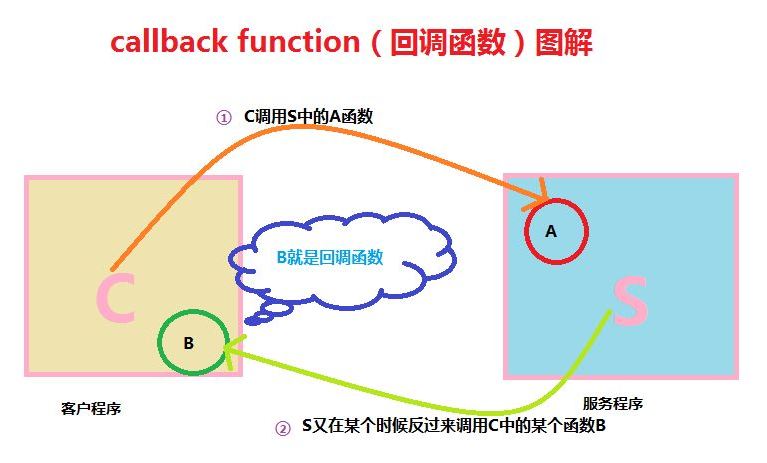 callback function（回调函数）图解
① C调用S中的A函数
A
B就是回调函数
C
S
B
客户程序
服务程序
② S又在某个时候反过来调用C中的某个函数B